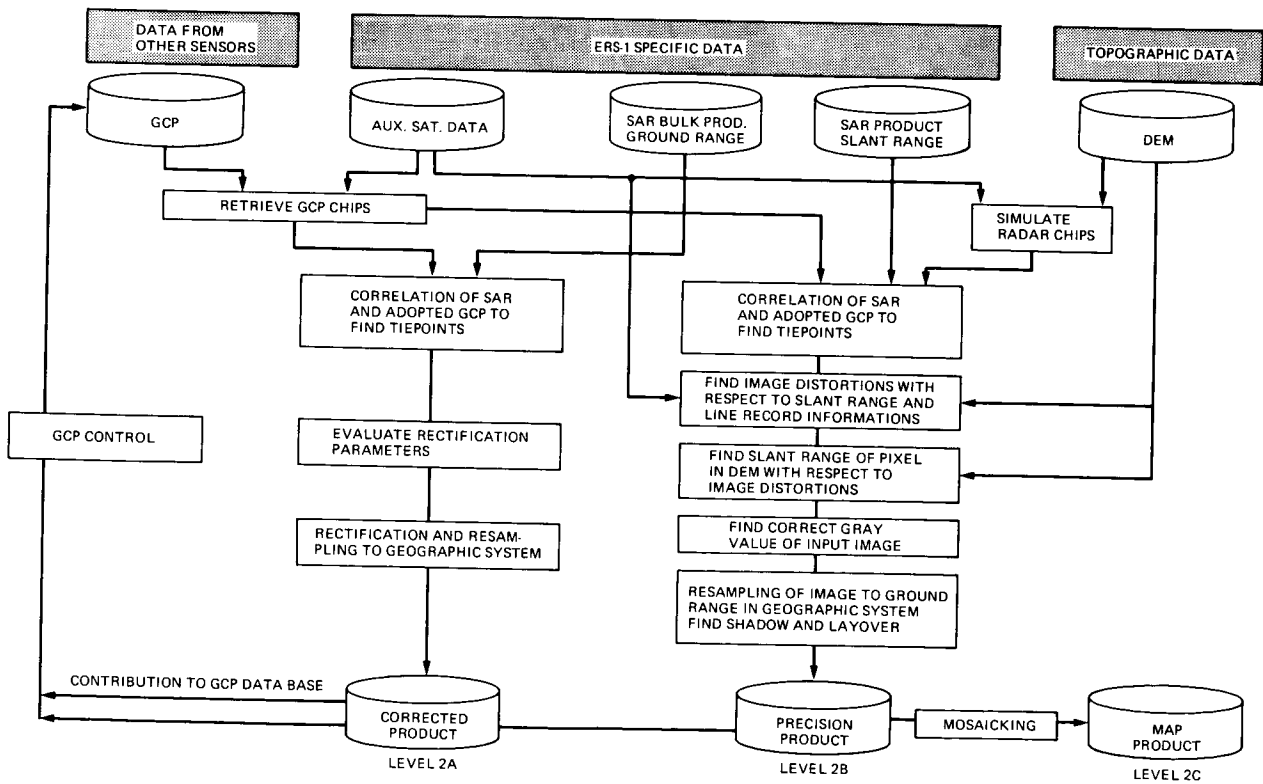 DATA FROM
OTHER SENSORS
ERS-1 SPECIFIC DATA
TOPOGRAPHIC DATA
GCP
AUX. SAT. DATA
SAR BULK PROD.
GROUND RANGE
SAR PRODUCT
SLANT RANGE
DEM
RETRIEVE GCP CHIPS
SIMULATE
RADAR CHIPS
CORRELATION OF SAR
AND ADOPTED GCP TO
FIND TIEPOINTS
CORRELATION OF SAR
AND ADOPTED GCP TO
FIND TIEPOINTS
FIND IMAGE DISTORTIONS WITH
RESPECT TO SLANT RANGE AND
LINE RECORD INFORMATIONS
GCP CONTROL
EVALUATE RECTIFICATION
PARAMETERS
FIND SLANT RANGE OF PIXEL
IN DEM WITH RESPECT TO
IMAGE DISTORTIONS
RECTIFICATION AND RESAM-
PLING TO GEOGRAPHIC SYSTEM
FIND CORRECT GRAY
VALUE OF INPUT IMAGE
RESAMPLING OF IMAGE TO GROUND
RANGE IN GEOGRAPHIC SYSTEM
FIND SHADOW AND LAYOVER
CONTRIBUTION TO GCP DATA BASE
CORRECTED
PRODUCT
LEVEL 2A
PRECISION
PRODUCT
LEVEL 2B
MOSAICKING
MAP
PRODUCT
LEVEL 2C